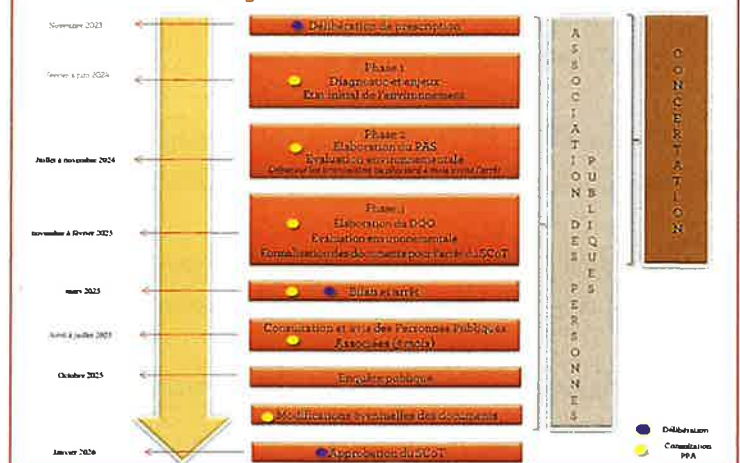 Novembre 2023
Délibération de prescription
Février à juin 2024
Phase 1
Diagnostic et enjeux
Etat initial de l'environnement
Juillet à novembre 2024
Phase 2
Elaboration du PAS
Evaluation environnementale
novembre à février 2025
Phase 3
Elaboration du DOO
Evaluation environnementale
Formalisation des documents pour l'arrêt du SCoT
mars 2025
Bilan et arrêt
Avril à juillet 2025
Consultation et avis des Personnes Publiques
Associées
Octobre 2025
Enquête publique
Modifications éventuelles des documents
Janvier 2026
Approbation du SCoT
ASSOCIATION DES PERSONNES
PUBLIQUES
CONCERTATION
Délibération
Consultation
PPA